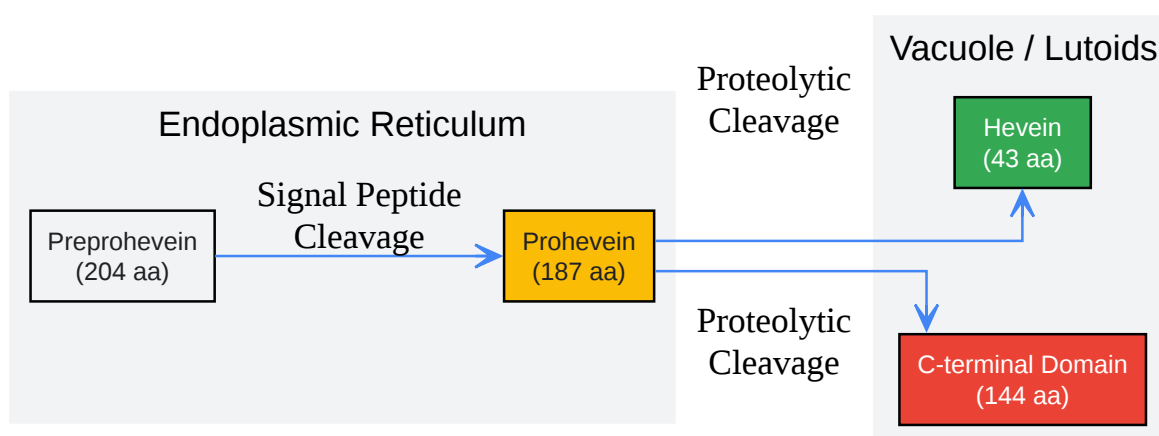 Endoplasmic Reticulum
Preprohevein
(204 aa)
Signal Peptide
Cleavage
Prohevein
(187 aa)
Proteolytic
Cleavage
Proteolytic
Cleavage
Vacuole / Lutoids
Hevein
(43 aa)
C-terminal Domain
(144 aa)